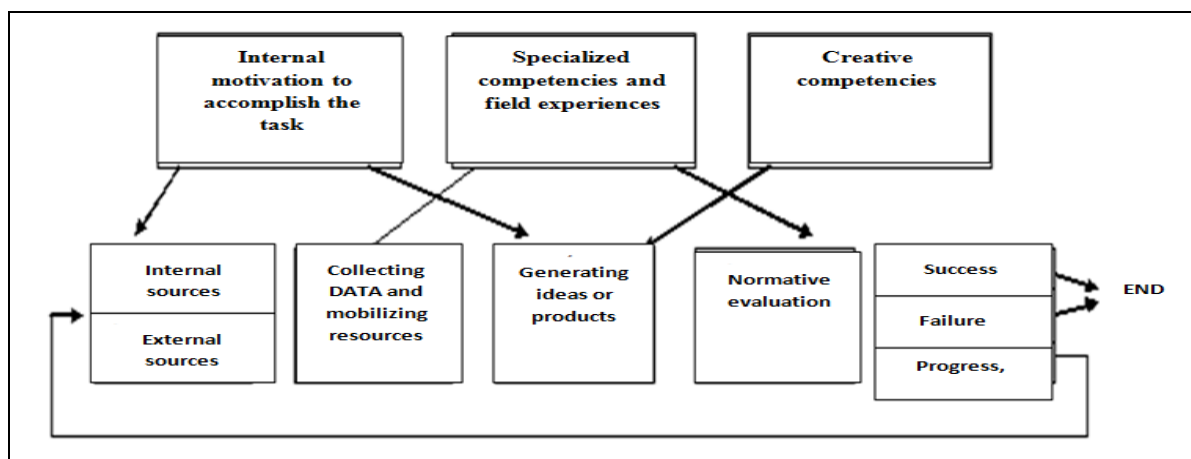 Internal
motivation to
accomplish the
task
Specialized
competencies and
field experiences
Creative
competencies
Internal
sources
External
sources
Collecting
DATA and
mobilizing
resources
Generating
ideas or
products
Normative
evaluation
Success
Failure
Progress,
END